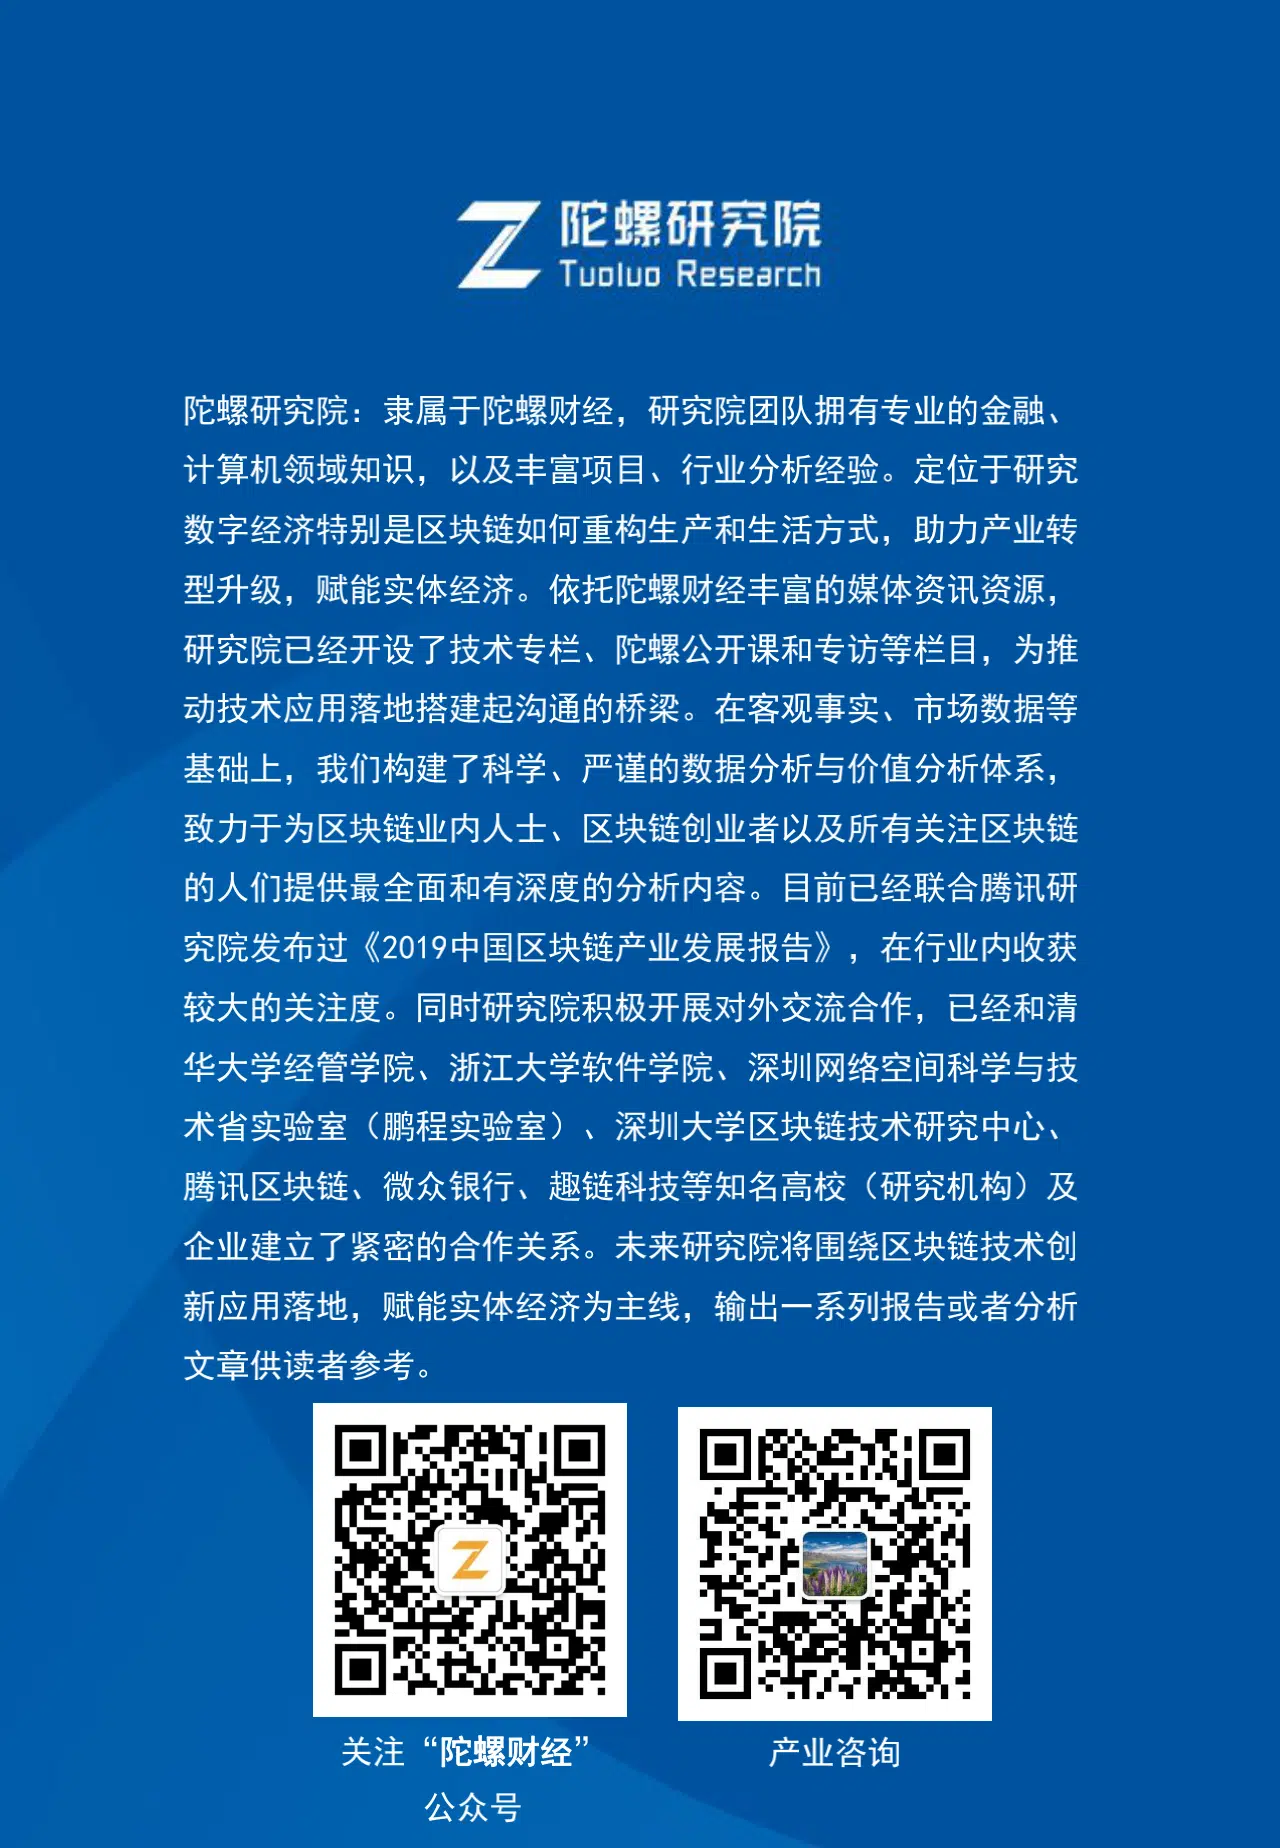 陀螺研究院
Tuoluo Research
陀螺研究院：隶属于陀螺财经，研究院团队拥有专业的金融、
计算机领域知识，以及丰富项目、行业分析经验。定位于研究
数字经济特别是区块链如何重构生产和生活方式，助力产业转
型升级，赋能实体经济。依托陀螺财经丰富的媒体资讯资源，
研究院已经开设了技术专栏、陀螺公开课和专访等栏目，为推
动技术应用落地搭建起沟通的桥梁。在客观事实、市场数据等
基础上，我们构建了科学、严谨的数据分析与价值分析体系，
致力于为区块链业内人士、区块链创业者以及所有关注区块链
的人们提供最全面和有深度的分析内容。目前已经联合腾讯研
究院发布过《2019中国区块链产业发展报告》，在行业内收获
较大的关注度。同时研究院积极开展对外交流合作，已经和清
华大学经管学院、浙江大学软件学院、深圳网络空间科学与技
术省实验室（鹏程实验室）、深圳大学区块链技术研究中心、
腾讯区块链、微众银行、趣链科技等知名高校（研究机构）及
企业建立了紧密的合作关系。未来研究院将围绕区块链技术创
新应用落地，赋能实体经济为主线，输出一系列报告或者分析
文章供读者参考。
关注“陀螺财经”
公众号
产业咨询